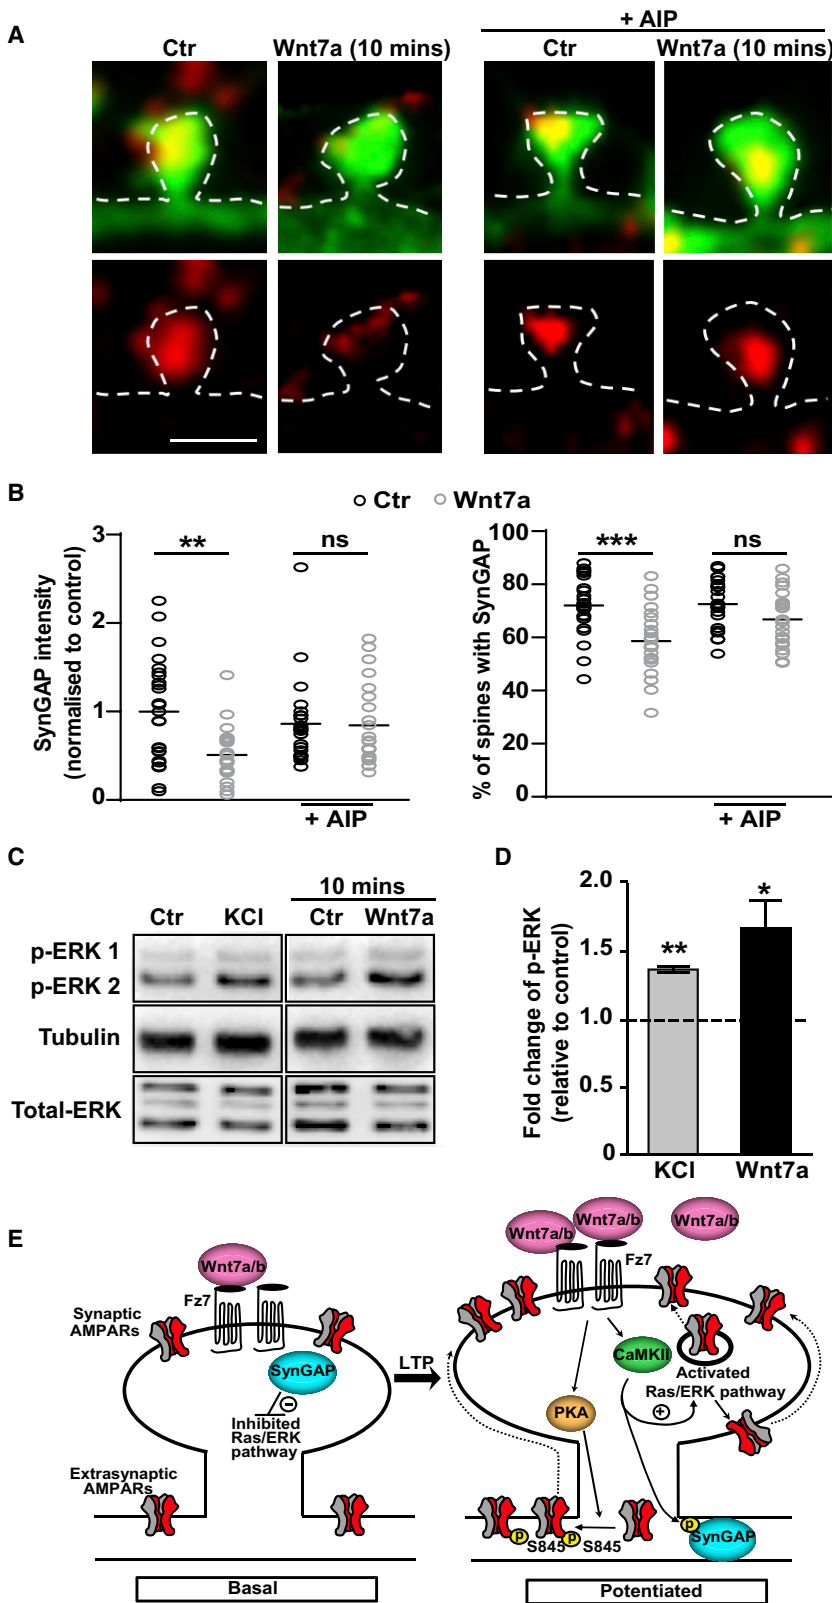 A
+ AIP
Ctr
Wnt7a (10 mins)
Ctr
Wnt7a (10 mins)
B
Ctr
Wnt7a
SynGAP intensity
(normalised to control)
3
2
1
0
**
ns
+ AIP
% of spines with SynGAP
100
80
60
40
20
0
***
ns
+ AIP
C
10 mins
Ctr
KCl
Ctr
Wnt7a
p-ERK 1
p-ERK 2
Tubulin
Total-ERK
D
Fold change of p-ERK
(relative to control)
2.0
1.5
1.0
0.5
0
**
*
KCl
Wnt7a
E
Wnt7a/b
Fz7
Synaptic
AMPARs
SynGAP
Inhibited
Ras/ERK
pathway
Extrasynaptic
AMPARs
Basal
LTP
Wnt7a/b
Wnt7a/b
Wnt7a/b
Fz7
CaMKII
Activated
Ras/ERK pathway
+
PKA
P
S845
P
S845
P
SynGAP
Potentiated